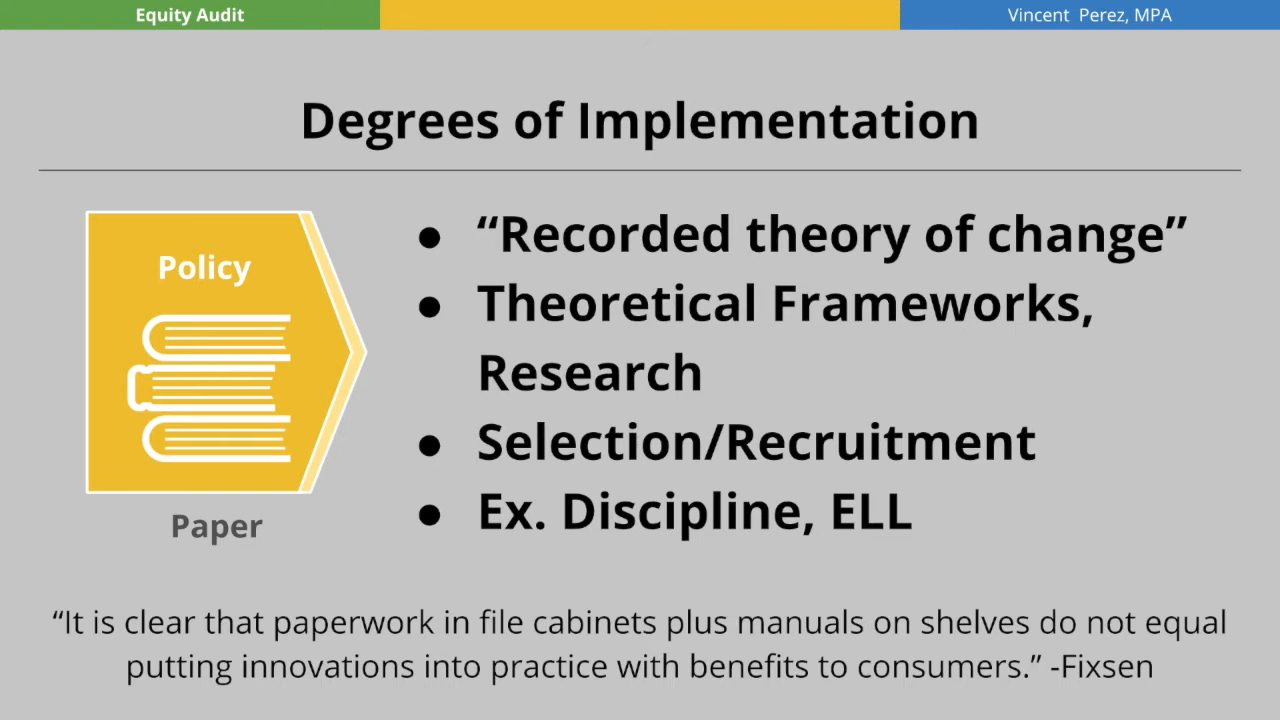 Equity Audit
Vincent Perez, MPA
Degrees of Implementation
Policy
Paper
● “Recorded theory of change”
● Theoretical Frameworks,
Research
● Selection/Recruitment
● Ex. Discipline, ELL
“It is clear that paperwork in file cabinets plus manuals on shelves do not equal
putting innovations into practice with benefits to consumers.” -Fixsen